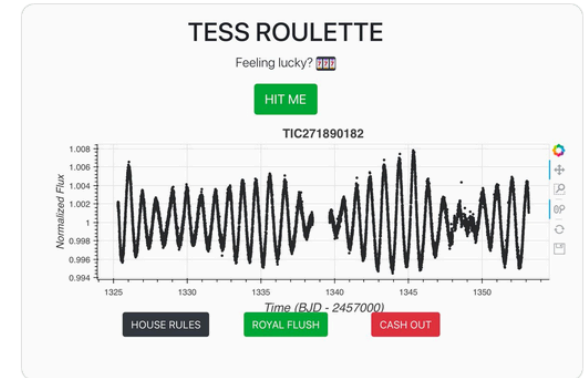 TESS ROULETTE
Feeling lucky? 🎰
HIT ME
TIC271890182
1.008
1.006
1.004
1.002
1
0.998
0.996
0.994
Normalized Flux
1325 1330 1335 1340 1345 1350
Time (BJD - 2457000)
HOUSE RULES ROYAL FLUSH CASH OUT